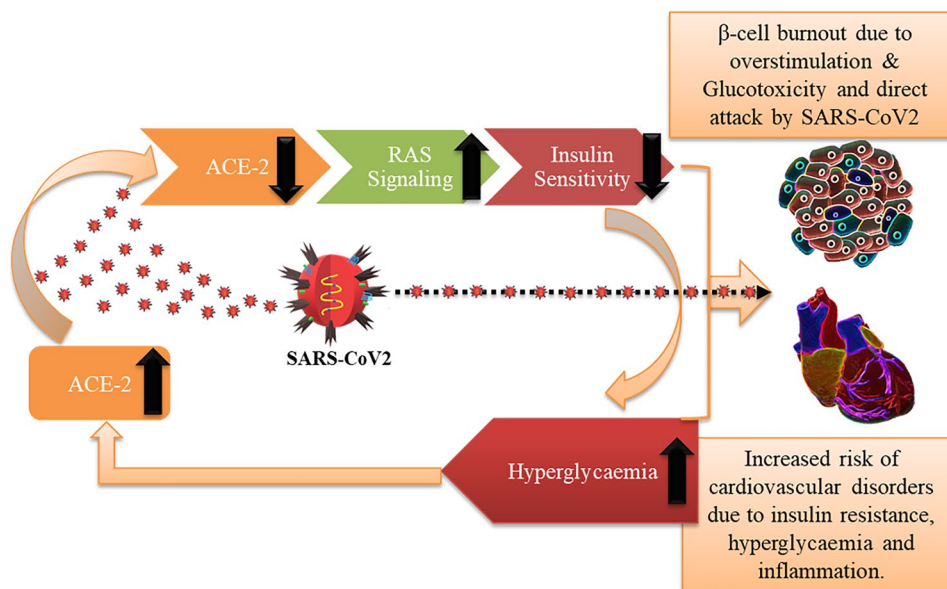 β-cell burnout due to
overstimulation &
Glucotoxicity and direct
attack by SARS-CoV2
ACE-2
RAS
Signaling
Insulin
Sensitivity
SARS-CoV2
ACE-2
Hyperglycaemia
Increased risk of
cardiovascular disorders
due to insulin resistance,
hyperglycaemia and
inflammation.